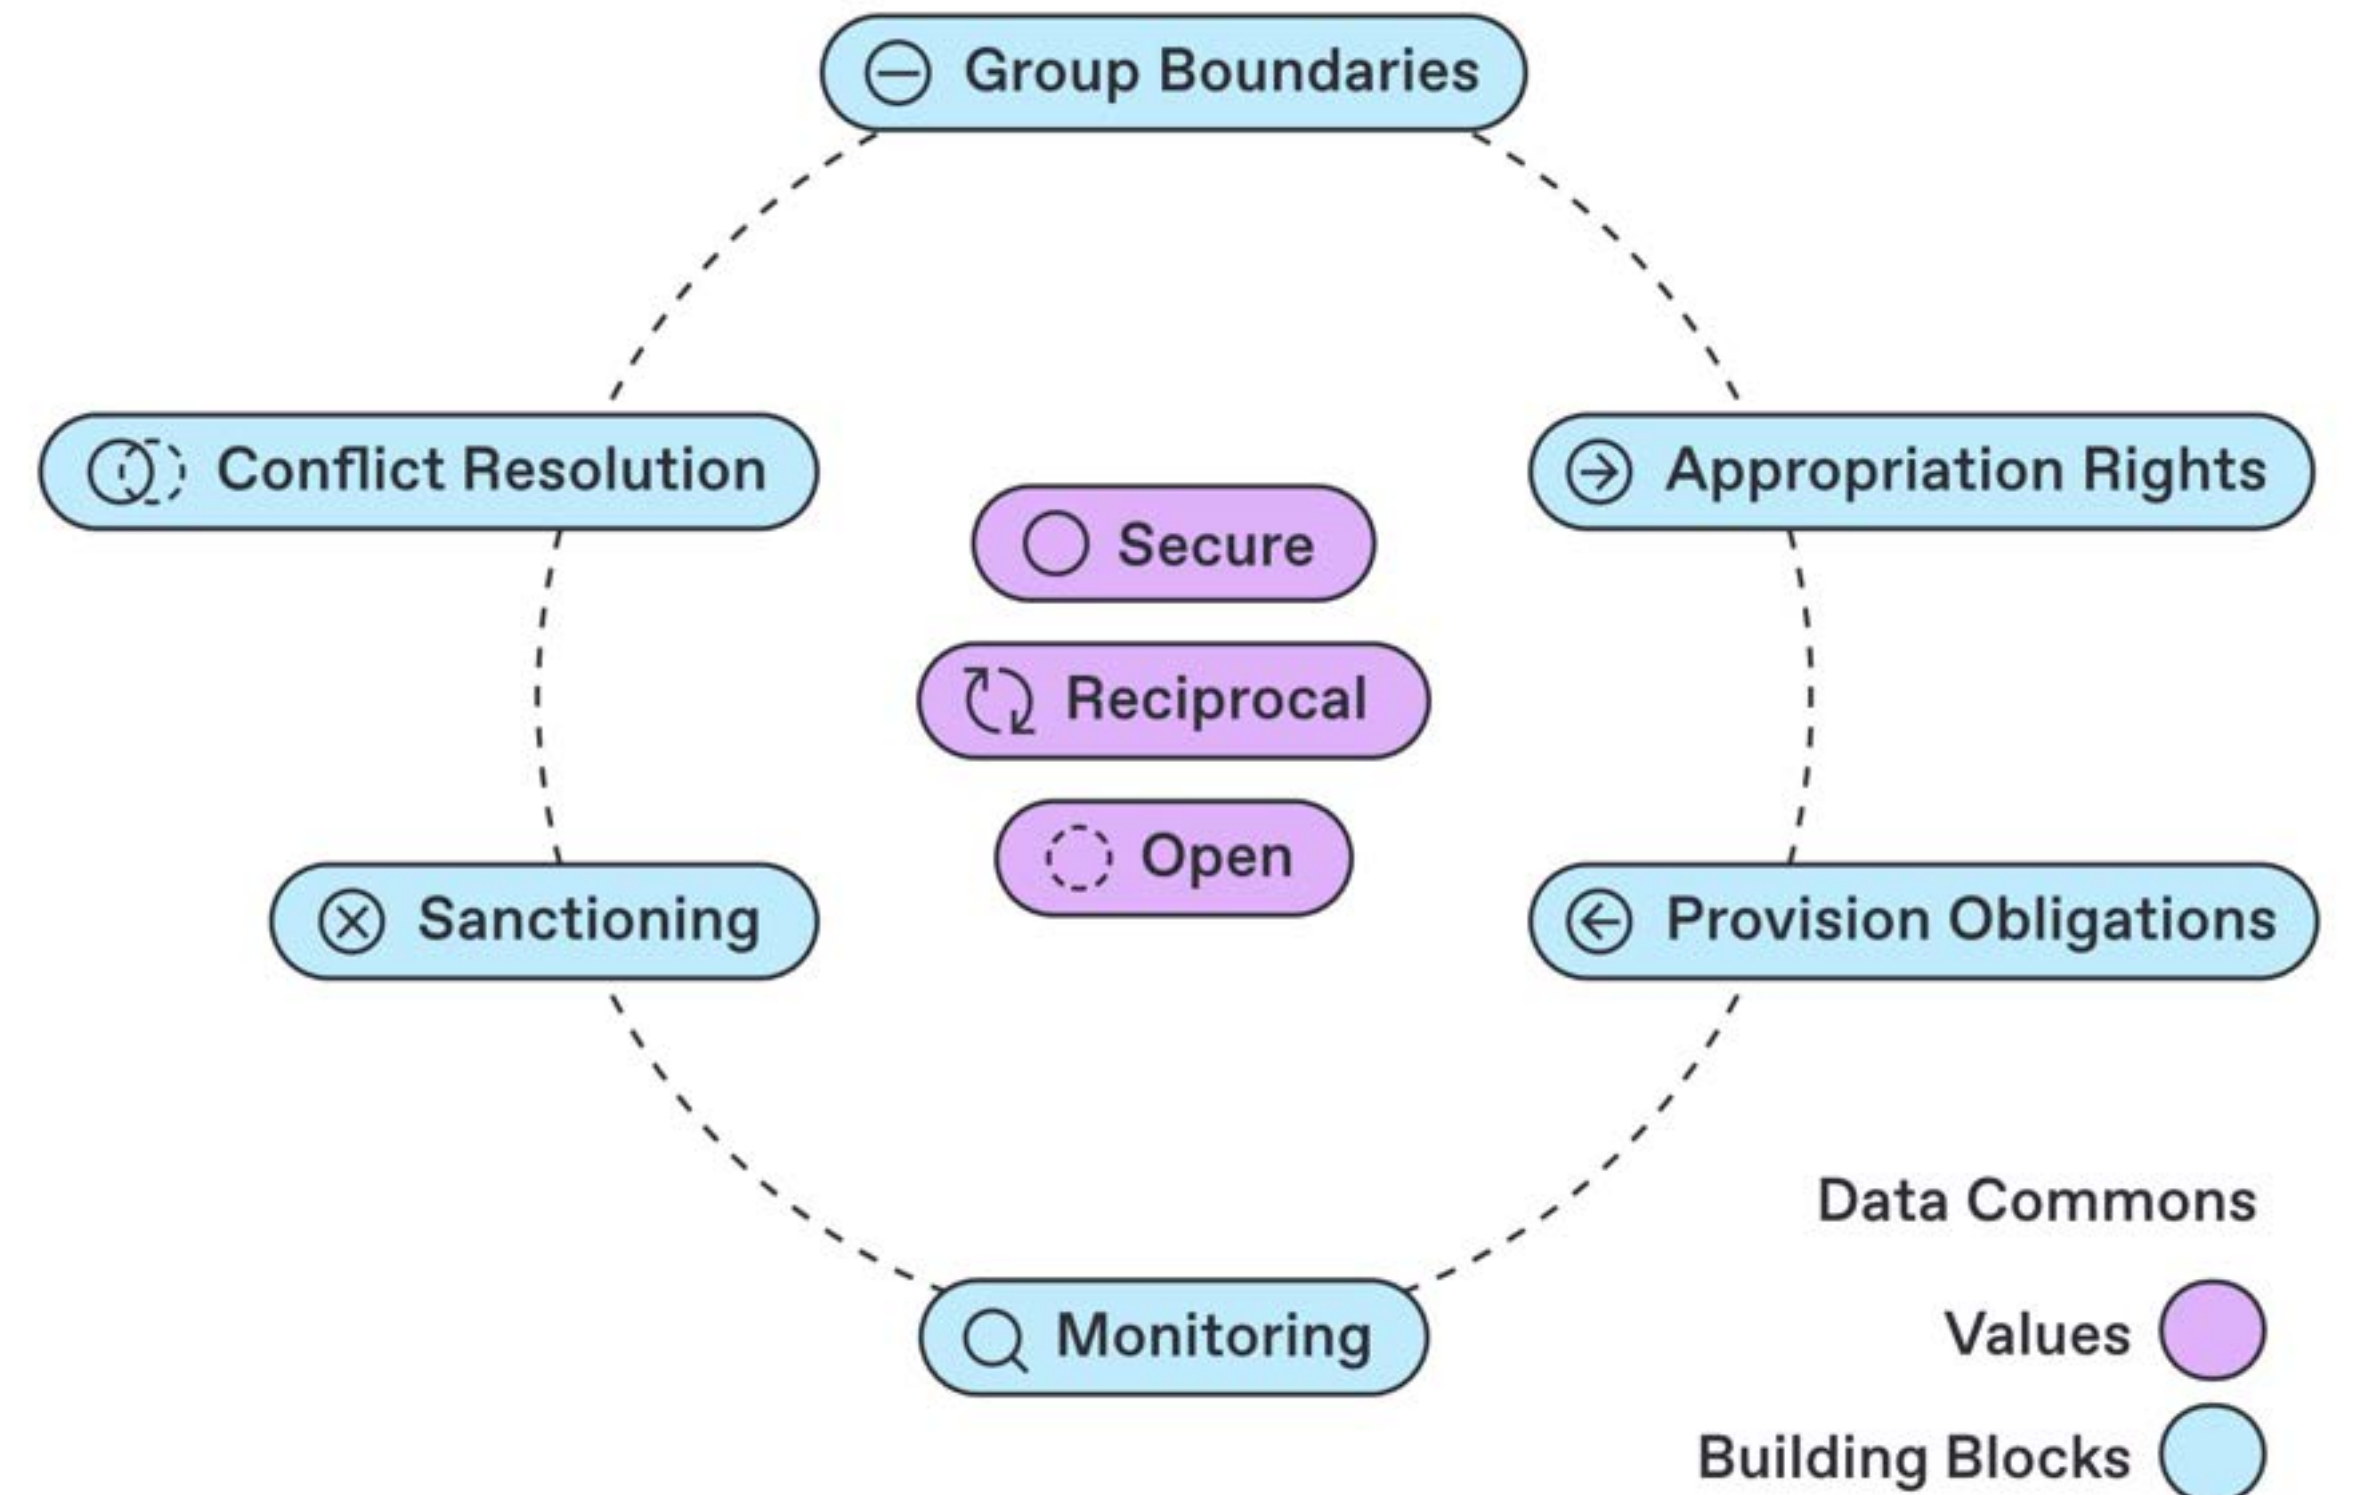 Group Boundaries
Conflict Resolution
Appropriation Rights
Secure
Reciprocal
Open
Sanctioning
Provision Obligations
Monitoring
Data Commons
Values
Building Blocks